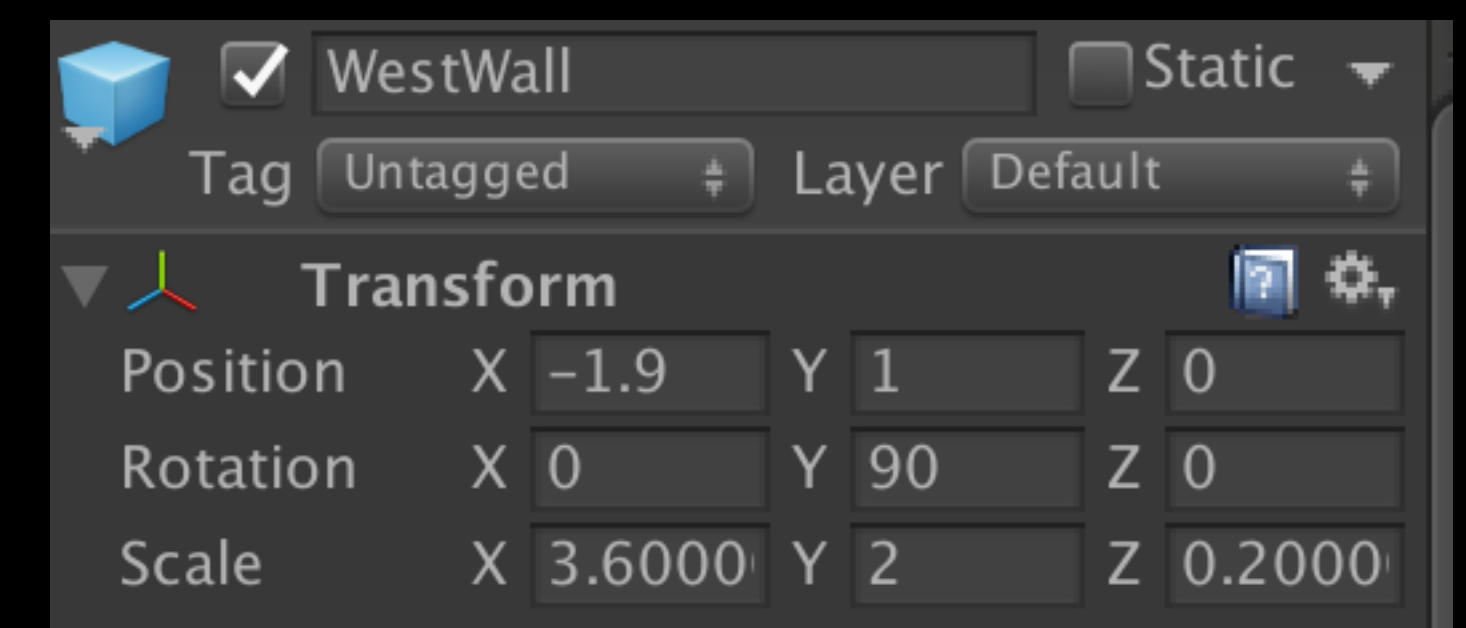 WestWall Static
Tag Untagged Layer Default
? Transform
Position X -1.9 Y 1 Z 0
Rotation X 0 Y 90 Z 0
Scale X 3.6000 Y 2 Z 0.2000